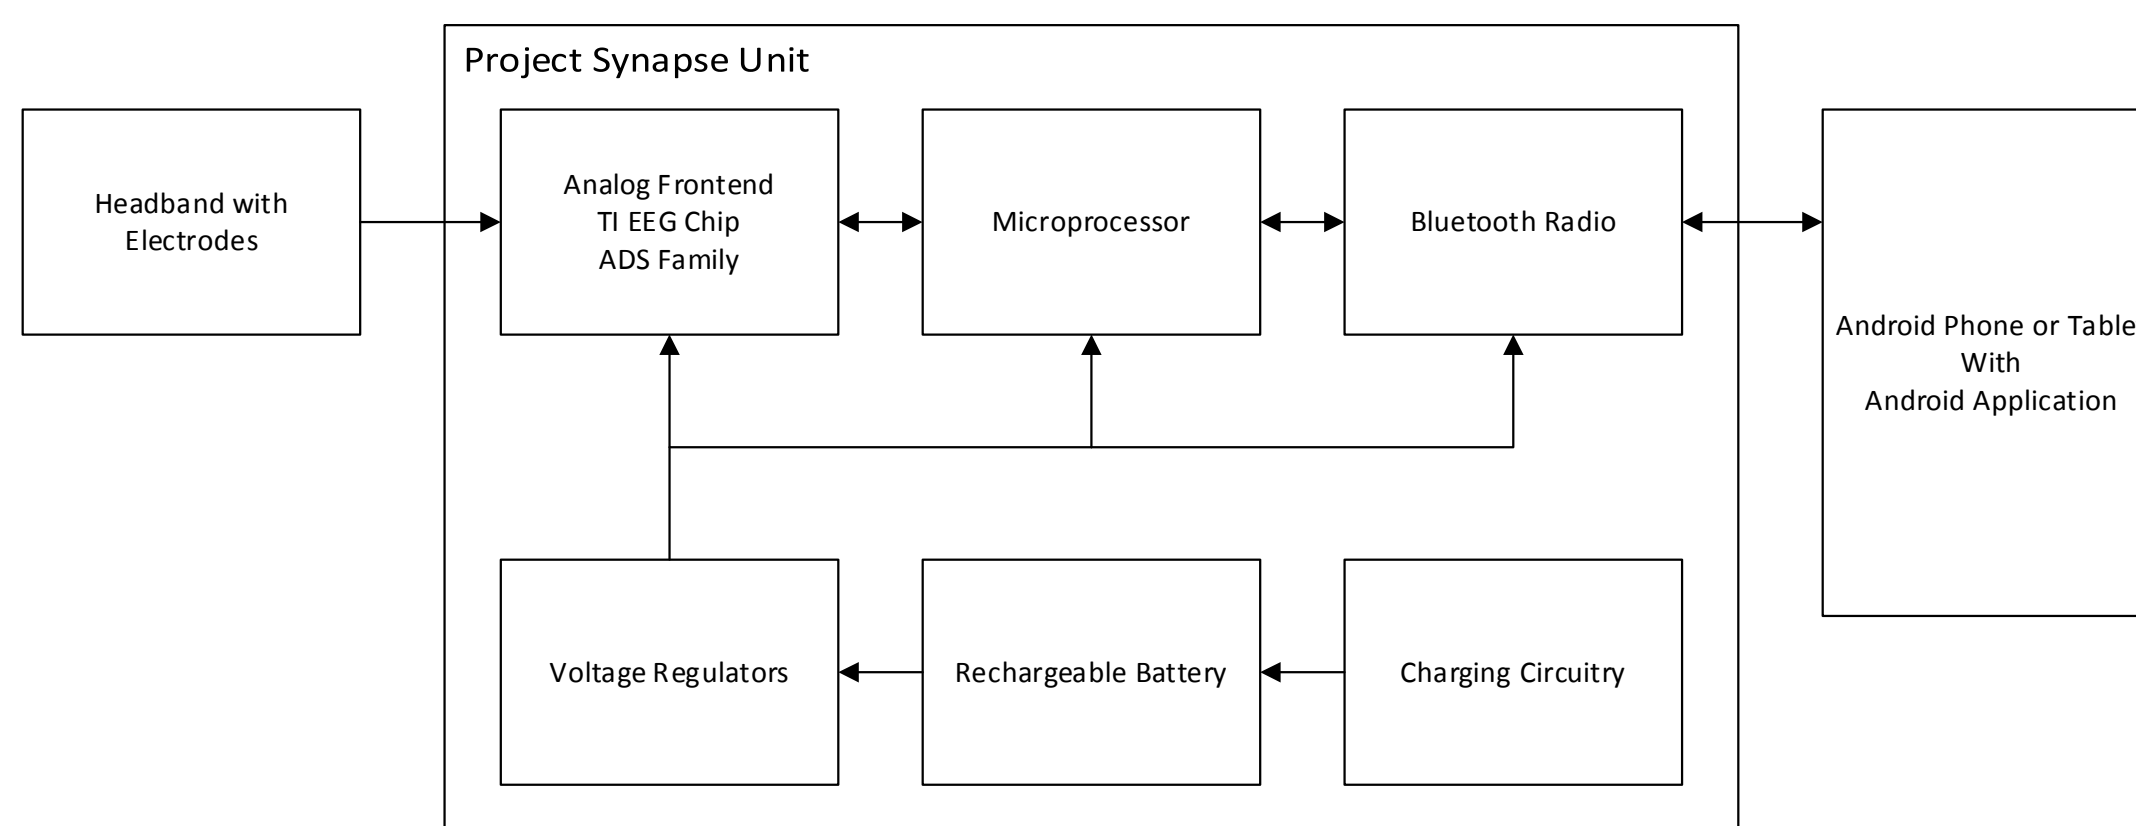 Project Synapse Unit
Headband with
Electrodes
Analog Frontend
TI EEG Chip
ADS Family
Microprocessor
Bluetooth Radio
Android Phone or Table
With
Android Application
Voltage Regulators
Rechargeable Battery
Charging Circuitry